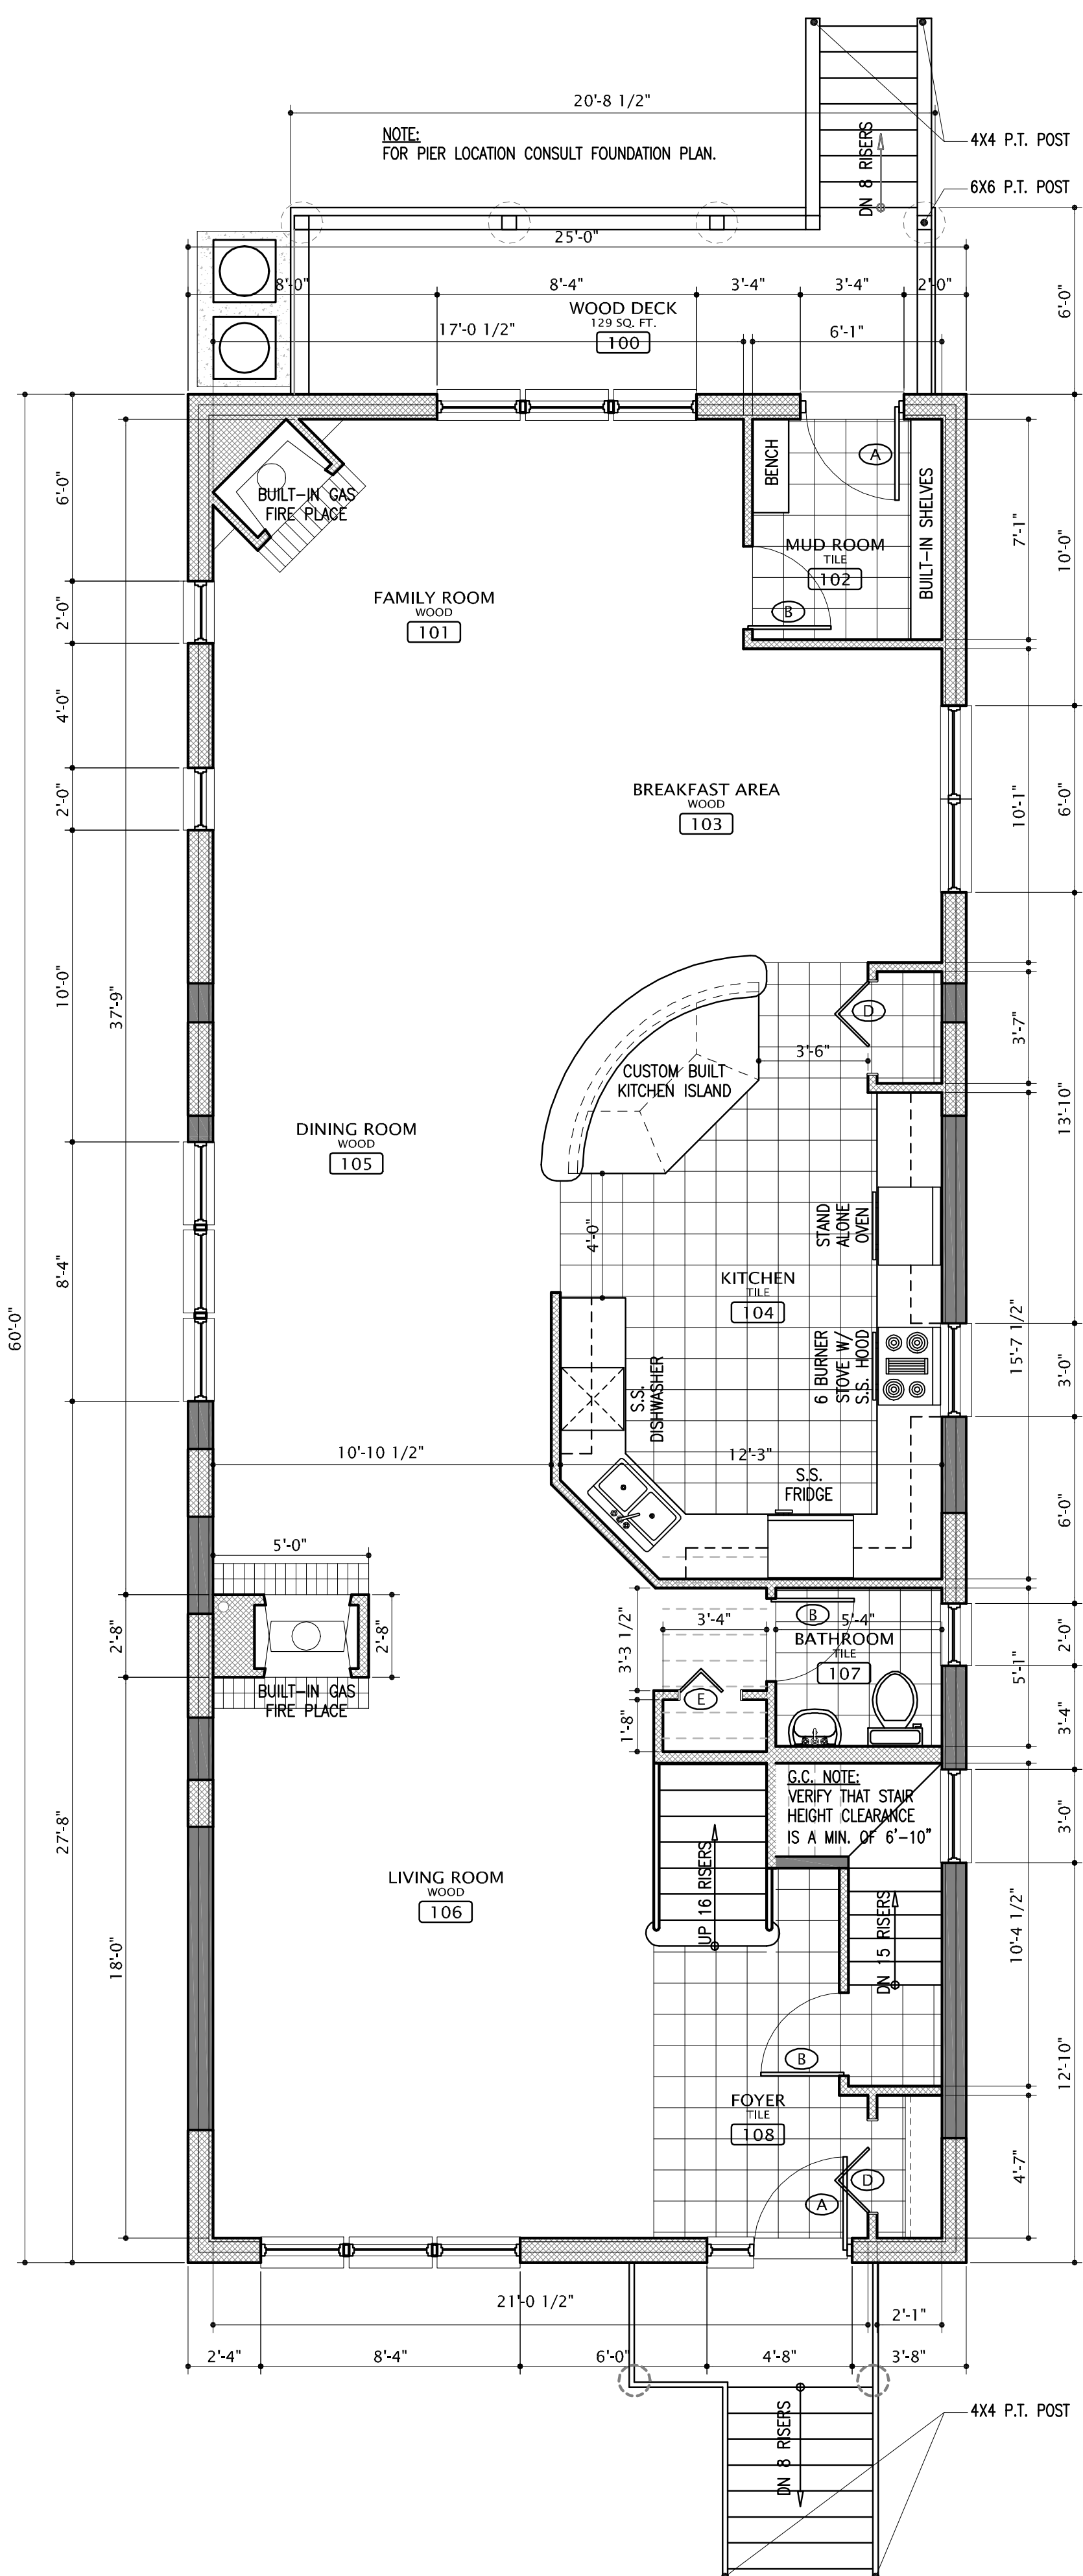 20'-8 1/2"
NOTE:
FOR PIER LOCATION CONSULT FOUNDATION PLAN.
DN 8 RISERS
4X4 P.T. POST
6X6 P.T. POST
25'-0"
8'-0"
8'-4"
3'-4"
3'-4"
2'-0"
6'-0"
WOOD DECK
129 SQ. FT.
100
17'-0 1/2"
6'-1"
BUILT-IN GAS
FIRE PLACE
BENCH
A
BUILT-IN SHELVES
MUD ROOM
TILE
102
B
6'-0"
7'-1"
10'-0"
FAMILY ROOM
WOOD
101
2'-0"
4'-0"
2'-0"
BREAKFAST AREA
WOOD
103
10'-1"
6'-0"
10'-0"
37'-9"
D
3'-7"
3'-6"
CUSTOM BUILT
KITCHEN ISLAND
13'-10"
DINING ROOM
WOOD
105
4'-0"
STAND
ALONE
OVEN
8'-4"
60'-0"
KITCHEN
TILE
104
15'-7 1/2"
6 BURNER
STOVE W/
S.S. HOOD
3'-0"
S.S.
DISHWASHER
10'-10 1/2"
12'-3"
S.S.
FRIDGE
6'-0"
5'-0"
2'-8"
2'-8"
BUILT-IN GAS
FIRE PLACE
3'-3 1/2"
3'-4"
B
5'-4"
BATHROOM
TILE
107
2'-0"
5'-1"
E
1'-8"
3'-4"
G.C. NOTE:
VERIFY THAT STAIR
HEIGHT CLEARANCE
IS A MIN. OF 6'-10"
3'-0"
27'-8"
LIVING ROOM
WOOD
106
UP 16 RISERS
DN 15 RISERS
10'-4 1/2"
18'-0"
B
12'-10"
FOYER
TILE
108
D
A
4'-7"
21'-0 1/2"
2'-1"
2'-4"
8'-4"
6'-0"
4'-8"
3'-8"
DN 8 RISERS
4X4 P.T. POST